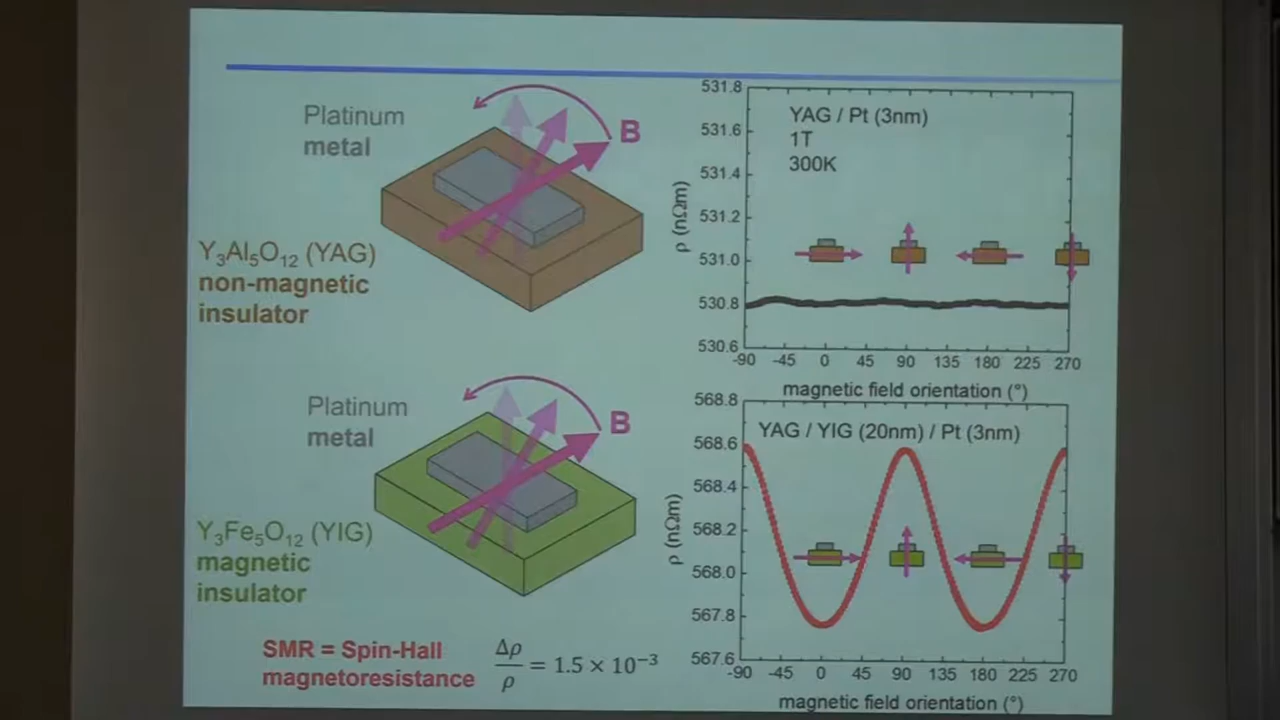 Platinum
metal
B
Y3Al5O12 (YAG)
non-magnetic
insulator
531.8
531.6
531.4
531.2
531.0
530.8
530.6
ρ (nΩm)
YAG / Pt (3nm)
1T
300K
-90 -45 0 45 90 135 180 225 270
magnetic field orientation (°)
Platinum
metal
B
Y3Fe5O12 (YIG)
magnetic
insulator
568.8
568.6
568.4
568.2
568.0
567.8
567.6
ρ (nΩm)
YAG / YIG (20nm) / Pt (3nm)
-90 -45 0 45 90 135 180 225 270
magnetic field orientation (°)
SMR = Spin-Hall
magnetoresistance
Δρ/ρ = 1.5 × 10⁻³